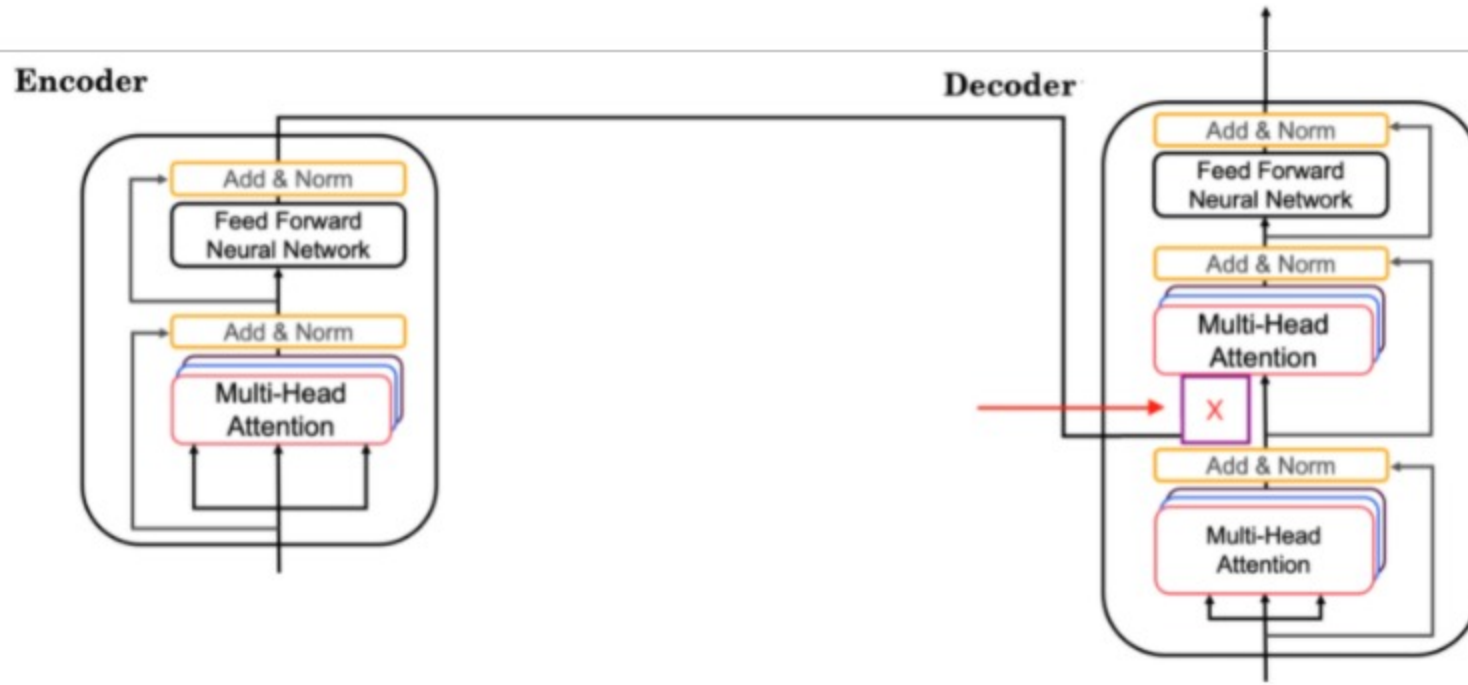 Encoder
Add & Norm
Feed Forward
Neural Network
Add & Norm
Multi-Head
Attention
Decoder
Add & Norm
Feed Forward
Neural Network
Add & Norm
Multi-Head
Attention
X
Add & Norm
Multi-Head
Attention